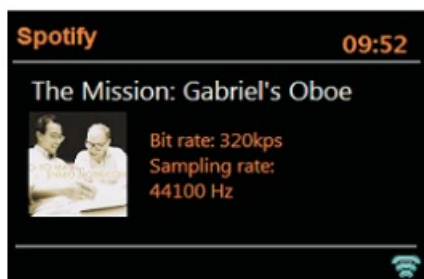 Spotify
09:52
The Mission: Gabriel's Oboe
Bit rate: 320kps
Sampling rate:
44100 Hz